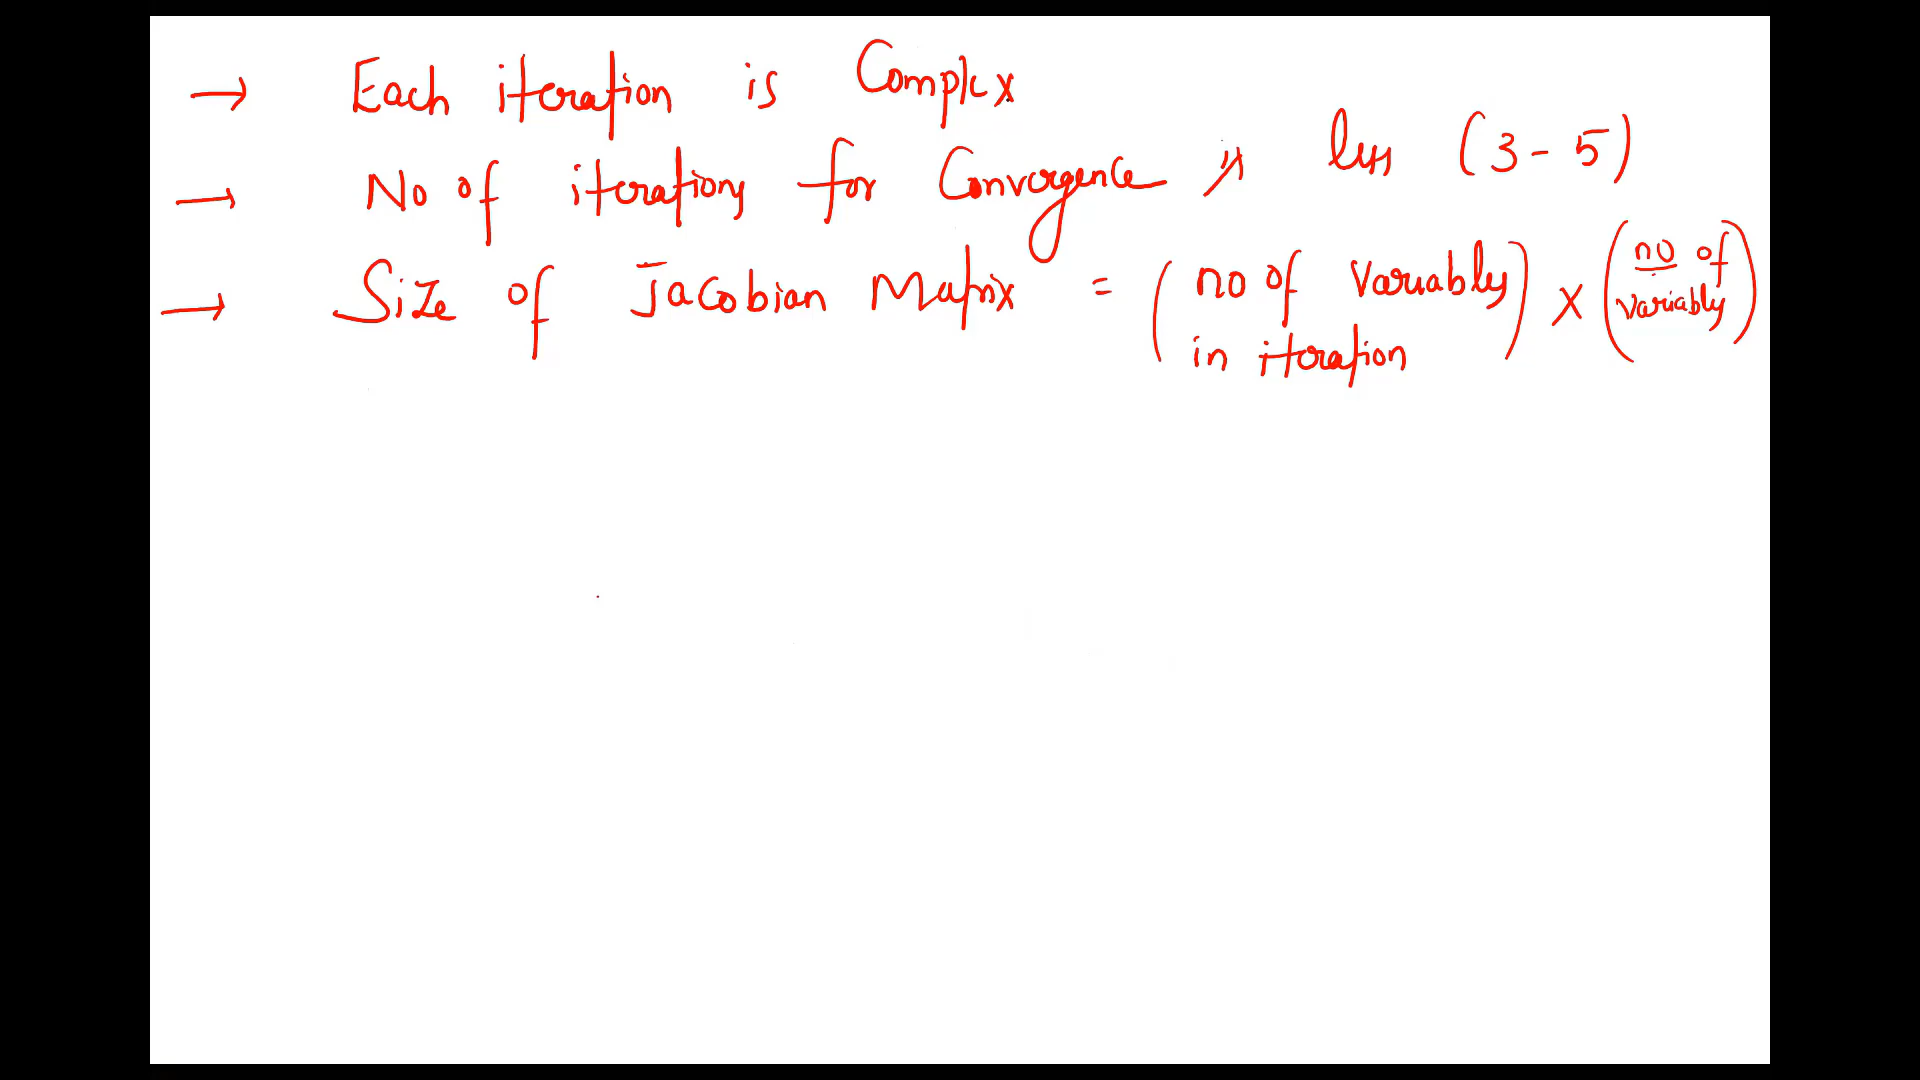 → Each iteration is Complex
→ No of iterations for Convergence is less (3-5)
→ Size of Jacobian Matrix = (no of variables in iteration) × (no of variables)